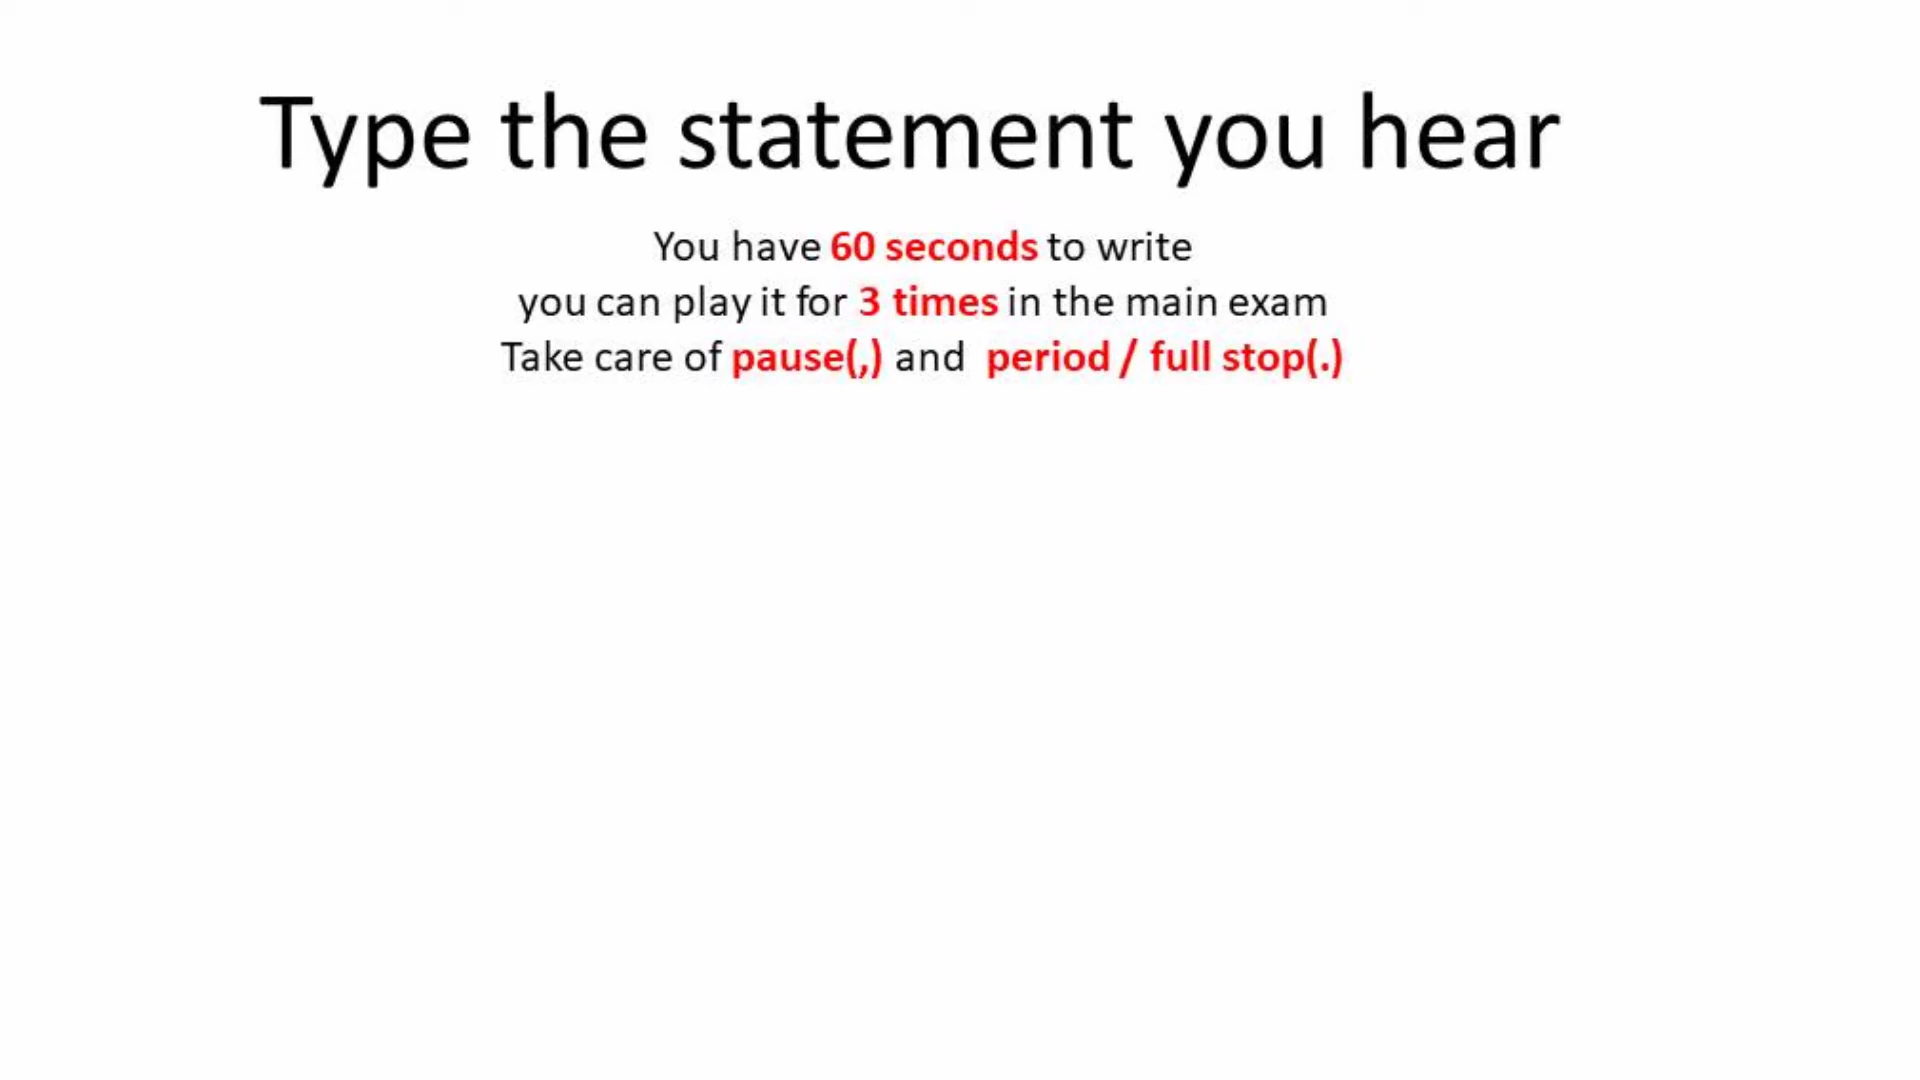 Type the statement you hear
You have 60 seconds to write
you can play it for 3 times in the main exam
Take care of pause(,) and period / full stop(.)